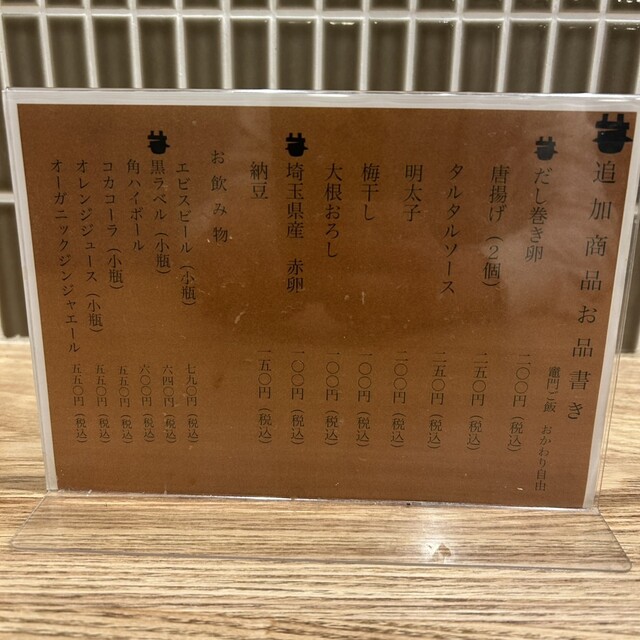 追加商品お品書き
竈門ご飯　おかわり自由
だし巻き卵　二〇〇円（税込）
唐揚げ（2個）　二五〇円（税込）
タルタルソース　二五〇円（税込）
明太子　二〇〇円（税込）
梅干し　一〇〇円（税込）
大根おろし　一〇〇円（税込）
埼玉県産　赤卵　一〇〇円（税込）
納豆　一五〇円（税込）
お飲み物
エビスビール（小瓶）　七九〇円（税込）
黒ラベル（小瓶）　六四〇円（税込）
角ハイボール　六〇〇円（税込）
コカコーラ（小瓶）　五五〇円（税込）
オレンジジュース（小瓶）　五五〇円（税込）
オーガニックジンジャエール　五五〇円（税込）